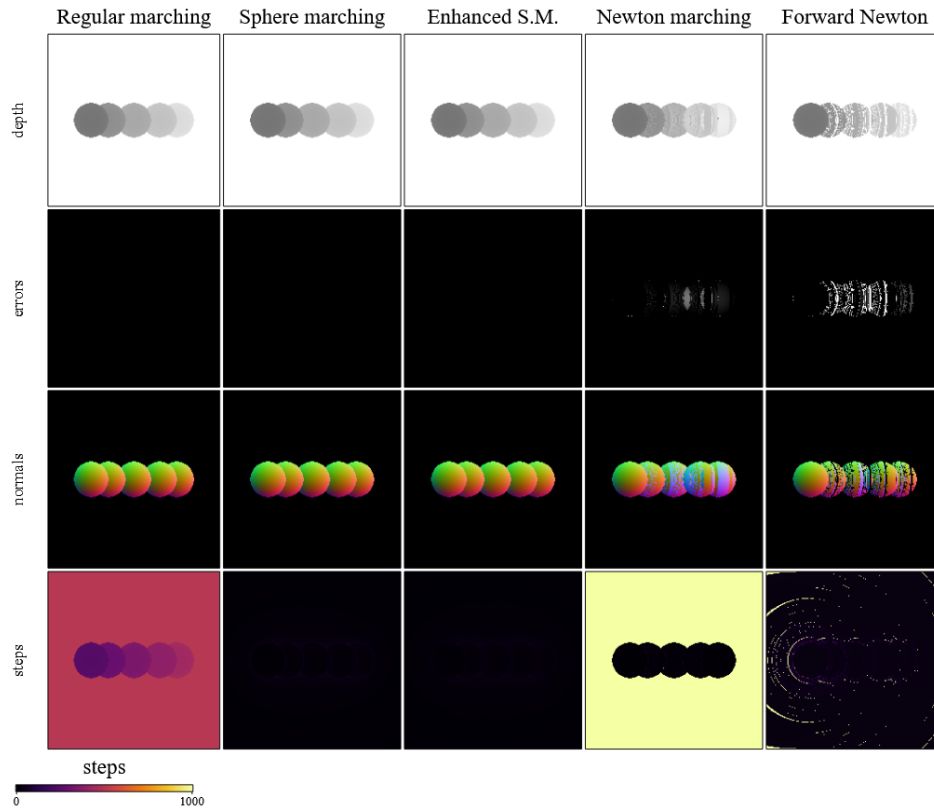 Regular marching Sphere marching Enhanced S.M. Newton marching Forward Newton
depth
errors
normals
steps
steps
0 1000